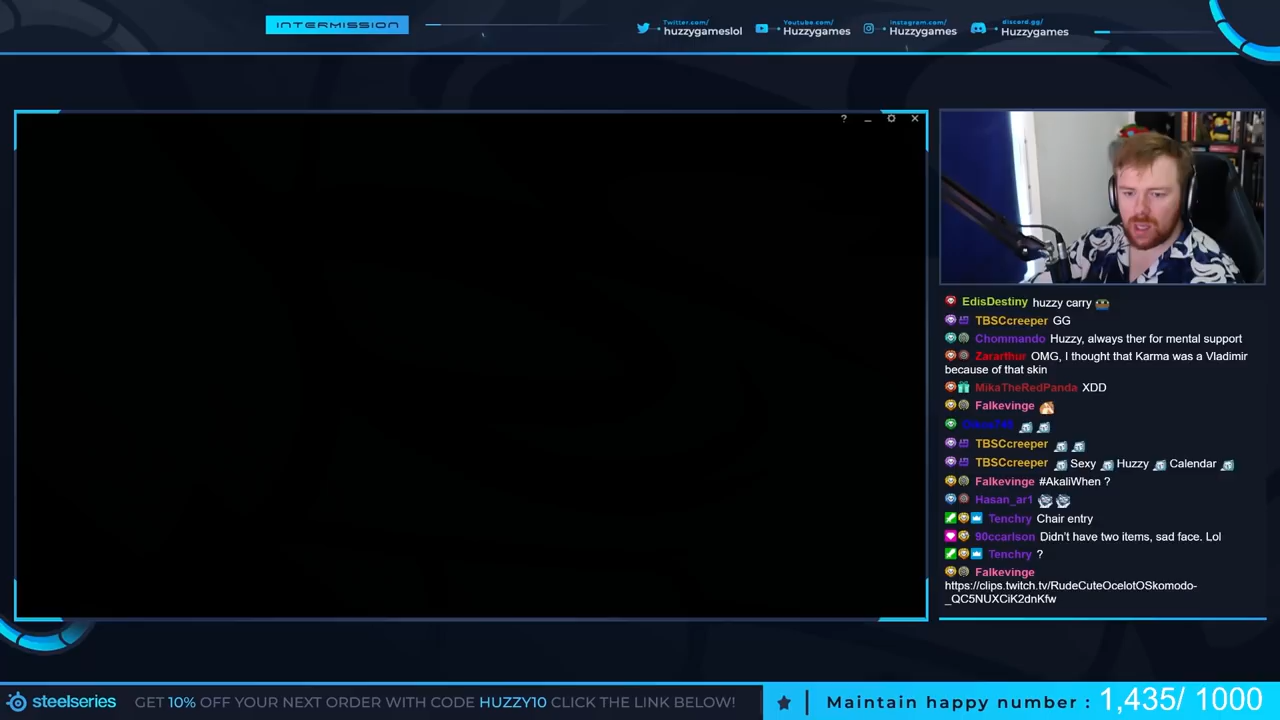 INTERMISSION
Twitter.com/
huzzygameslol
Youtube.com/
Huzzygames
instagram.com/
Huzzygames
discord.gg/
Huzzygames
?
EdisDestiny huzzy carry
TBSCcreeper GG
Chommando Huzzy, always ther for mental support
Zararthur OMG, I thought that Karma was a Vladimir
because of that skin
MikaTheRedPanda XDD
Falkevinge
TBSCcreeper
TBSCcreeper Sexy Huzzy Calendar
Falkevinge #AkaliWhen ?
Hasan_ar1
Tenchry Chair entry
90ccarlson Didn't have two items, sad face. Lol
Tenchry ?
Falkevinge
https://clips.twitch.tv/RudeCuteOcelotOSkomodo-
_QC5NUXCiK2dnKfw
steelseries GET 10% OFF YOUR NEXT ORDER WITH CODE HUZZY10 CLICK THE LINK BELOW!
Maintain happy number : 1,435/ 1000